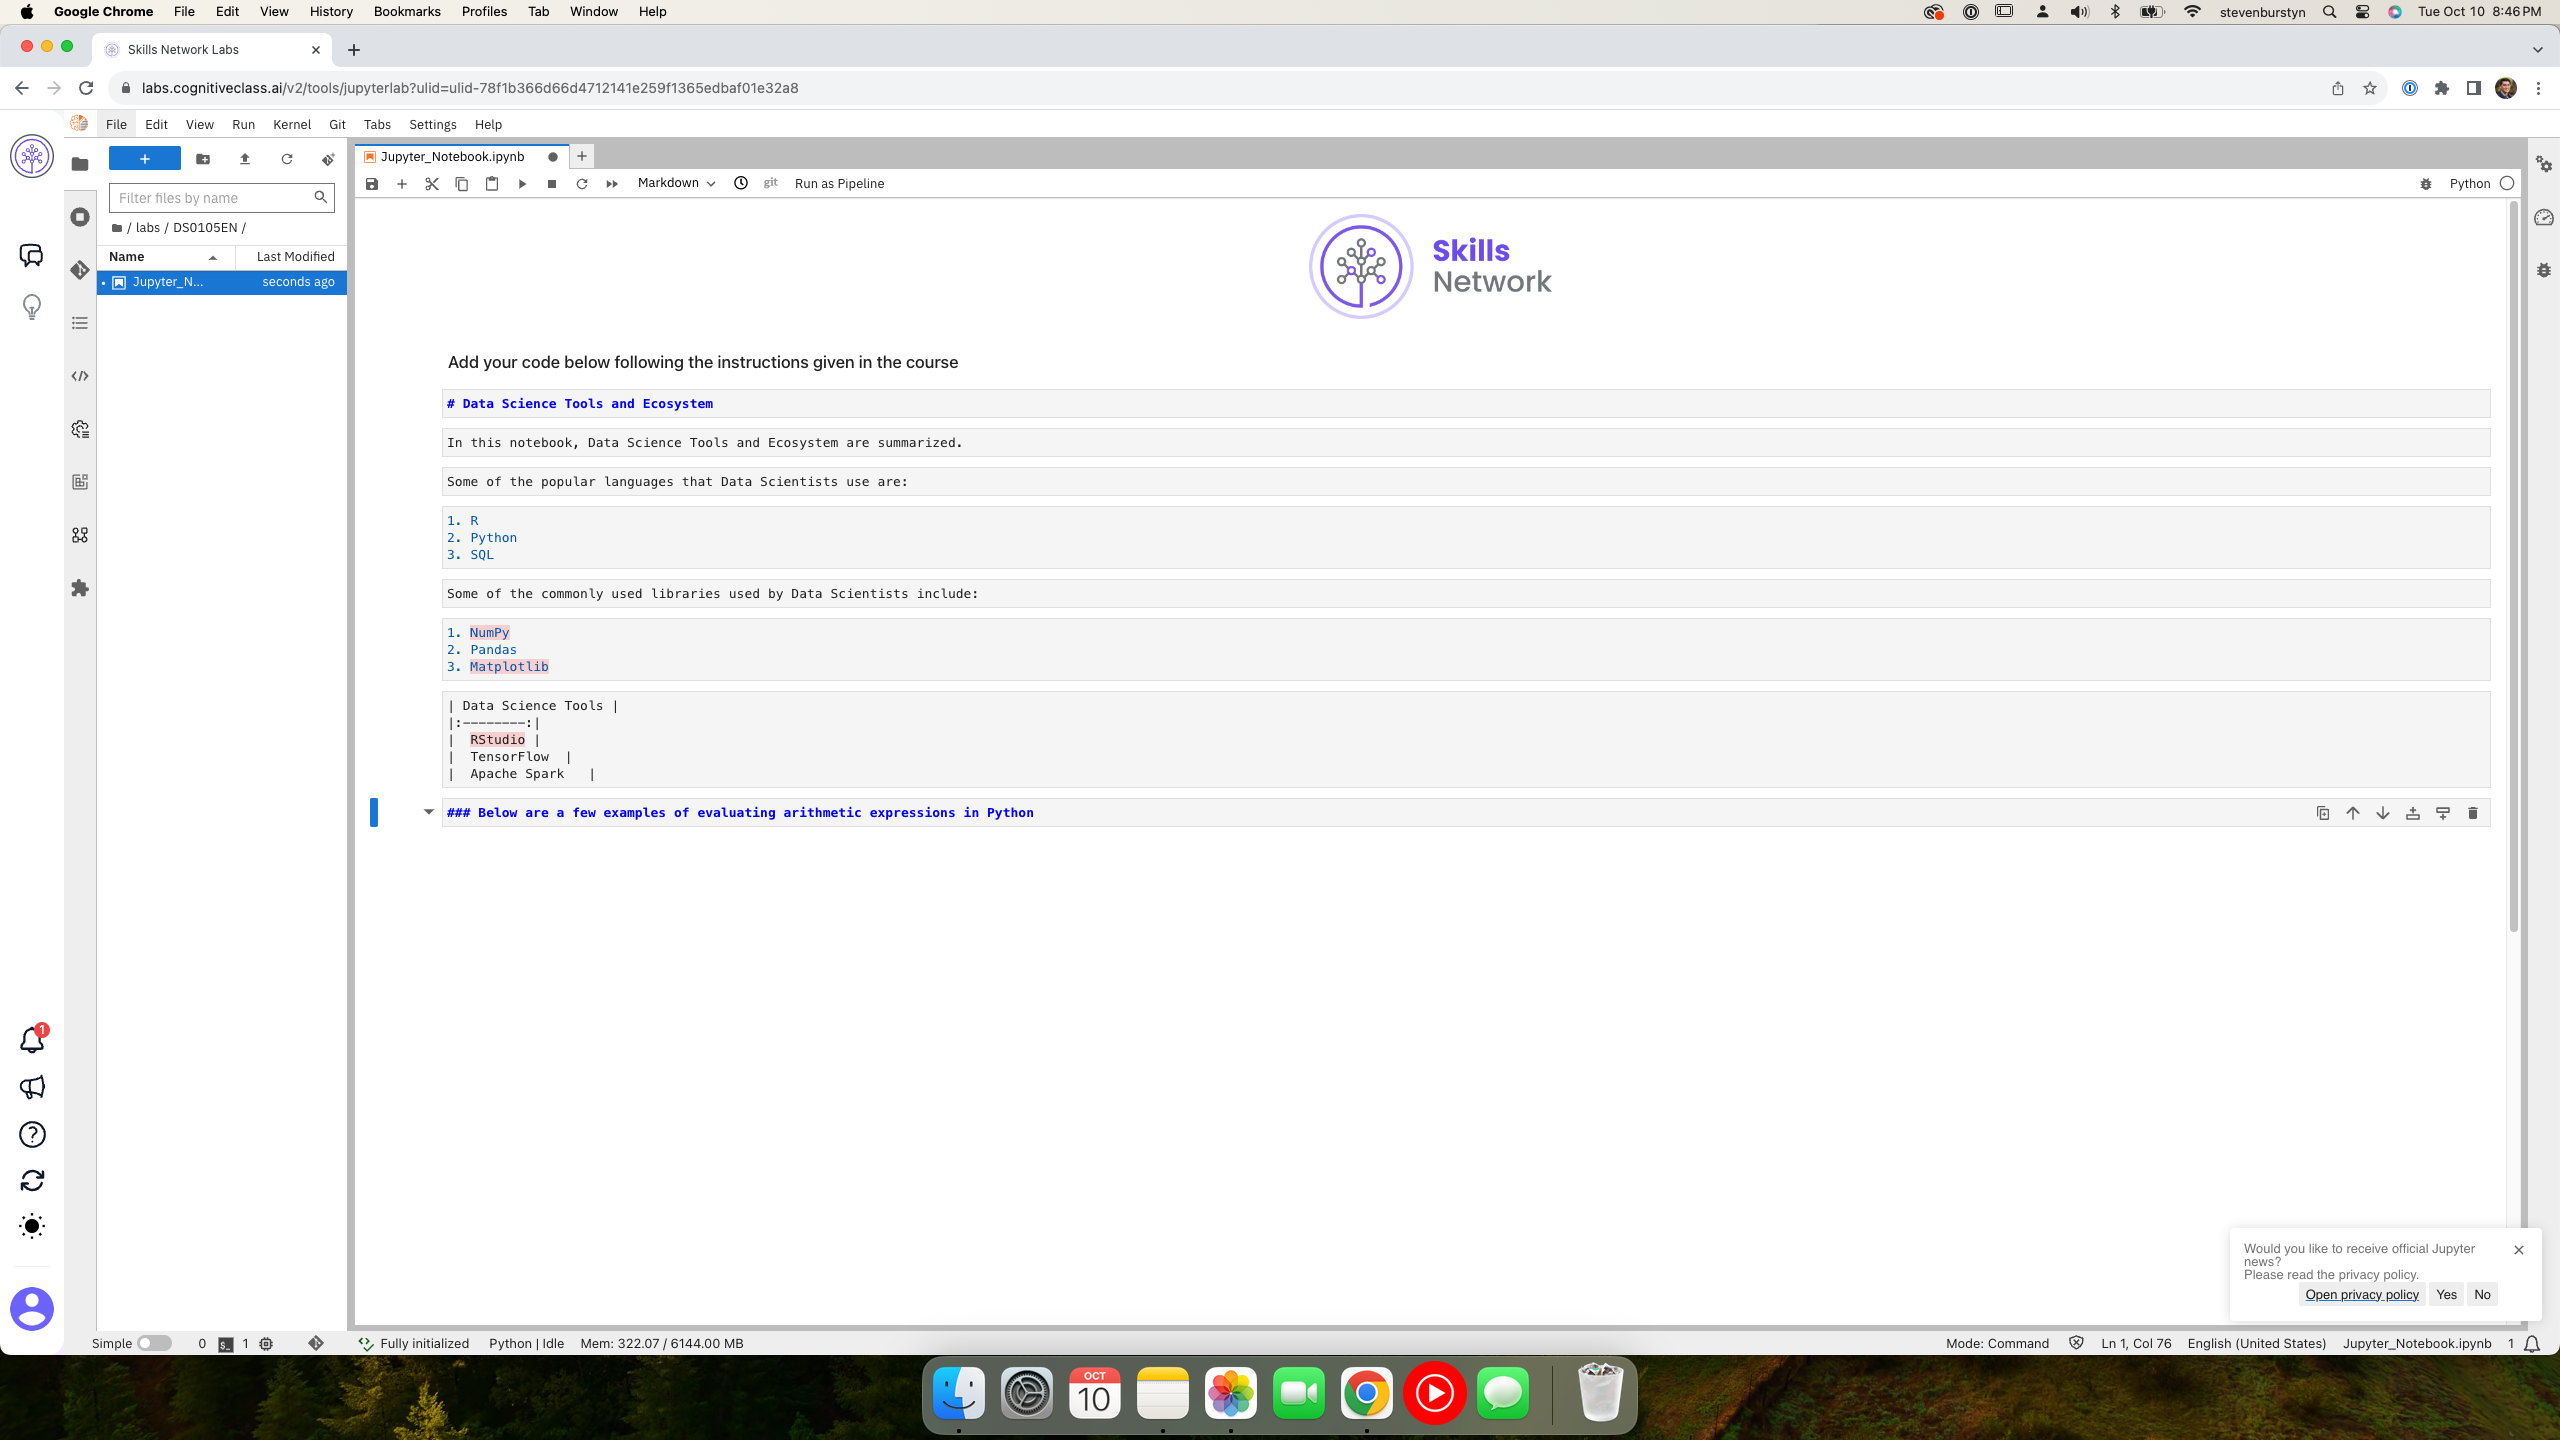 Google Chrome File Edit View History Bookmarks Profiles Tab Window Help stevenburstyn Tue Oct 10 8:46 PM
Skills Network Labs
labs.cognitiveclass.ai/v2/tools/jupyterlab?ulid=ulid-78f1b366d66d4712141e259f1365edbaf01e32a8
File Edit View Run Kernel Git Tabs Settings Help
Jupyter_Notebook.ipynb
Markdown git Run as Pipeline Python
Filter files by name
/ labs / DS0105EN /
Name Last Modified
Jupyter_N... seconds ago
Skills
Network
Add your code below following the instructions given in the course
# Data Science Tools and Ecosystem
In this notebook, Data Science Tools and Ecosystem are summarized.
Some of the popular languages that Data Scientists use are:
1. R
2. Python
3. SQL
Some of the commonly used libraries used by Data Scientists include:
1. NumPy
2. Pandas
3. Matplotlib
| Data Science Tools |
|:--------:|
|  RStudio |
|  TensorFlow  |
|  Apache Spark   |
### Below are a few examples of evaluating arithmetic expressions in Python
1
Would you like to receive official Jupyter
news?
Please read the privacy policy.
Open privacy policy Yes No
Simple 0 $_ 1 Fully initialized Python | Idle Mem: 322.07 / 6144.00 MB Mode: Command Ln 1, Col 76 English (United States) Jupyter_Notebook.ipynb 1
OCT
10